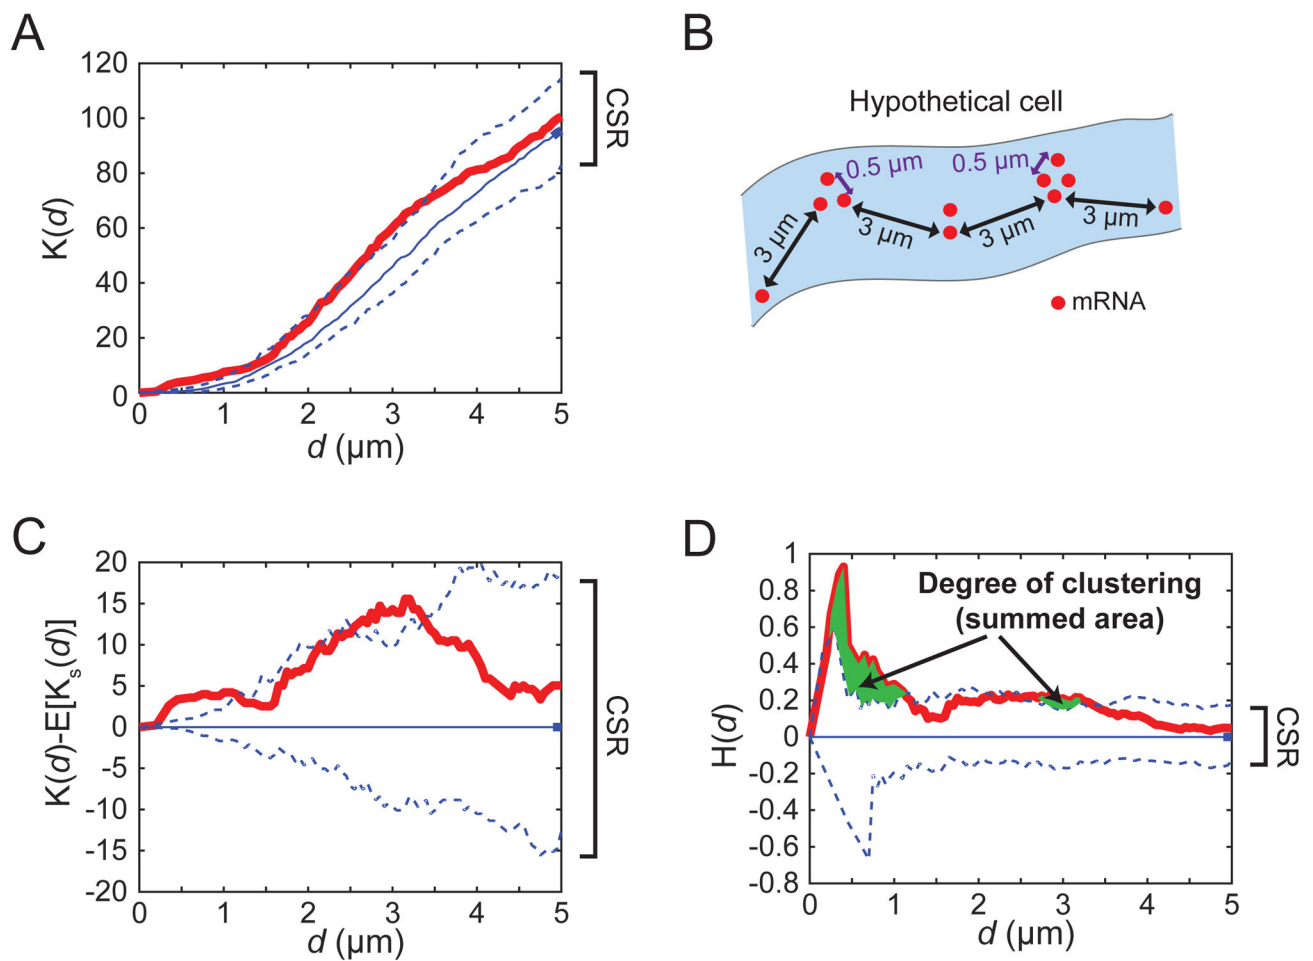 A
K(d)
120
100
80
60
40
20
0
0 1 2 3 4 5
d (μm)
CSR
B
Hypothetical cell
0.5 μm
0.5 μm
3 μm
3 μm
3 μm
3 μm
mRNA
C
K(d)-E[Kₛ(d)]
20
15
10
5
0
-5
-10
-15
-20
0 1 2 3 4 5
d (μm)
CSR
D
H(d)
1
0.8
0.6
0.4
0.2
0
-0.2
-0.4
-0.6
-0.8
0 1 2 3 4 5
d (μm)
Degree of clustering
(summed area)
CSR